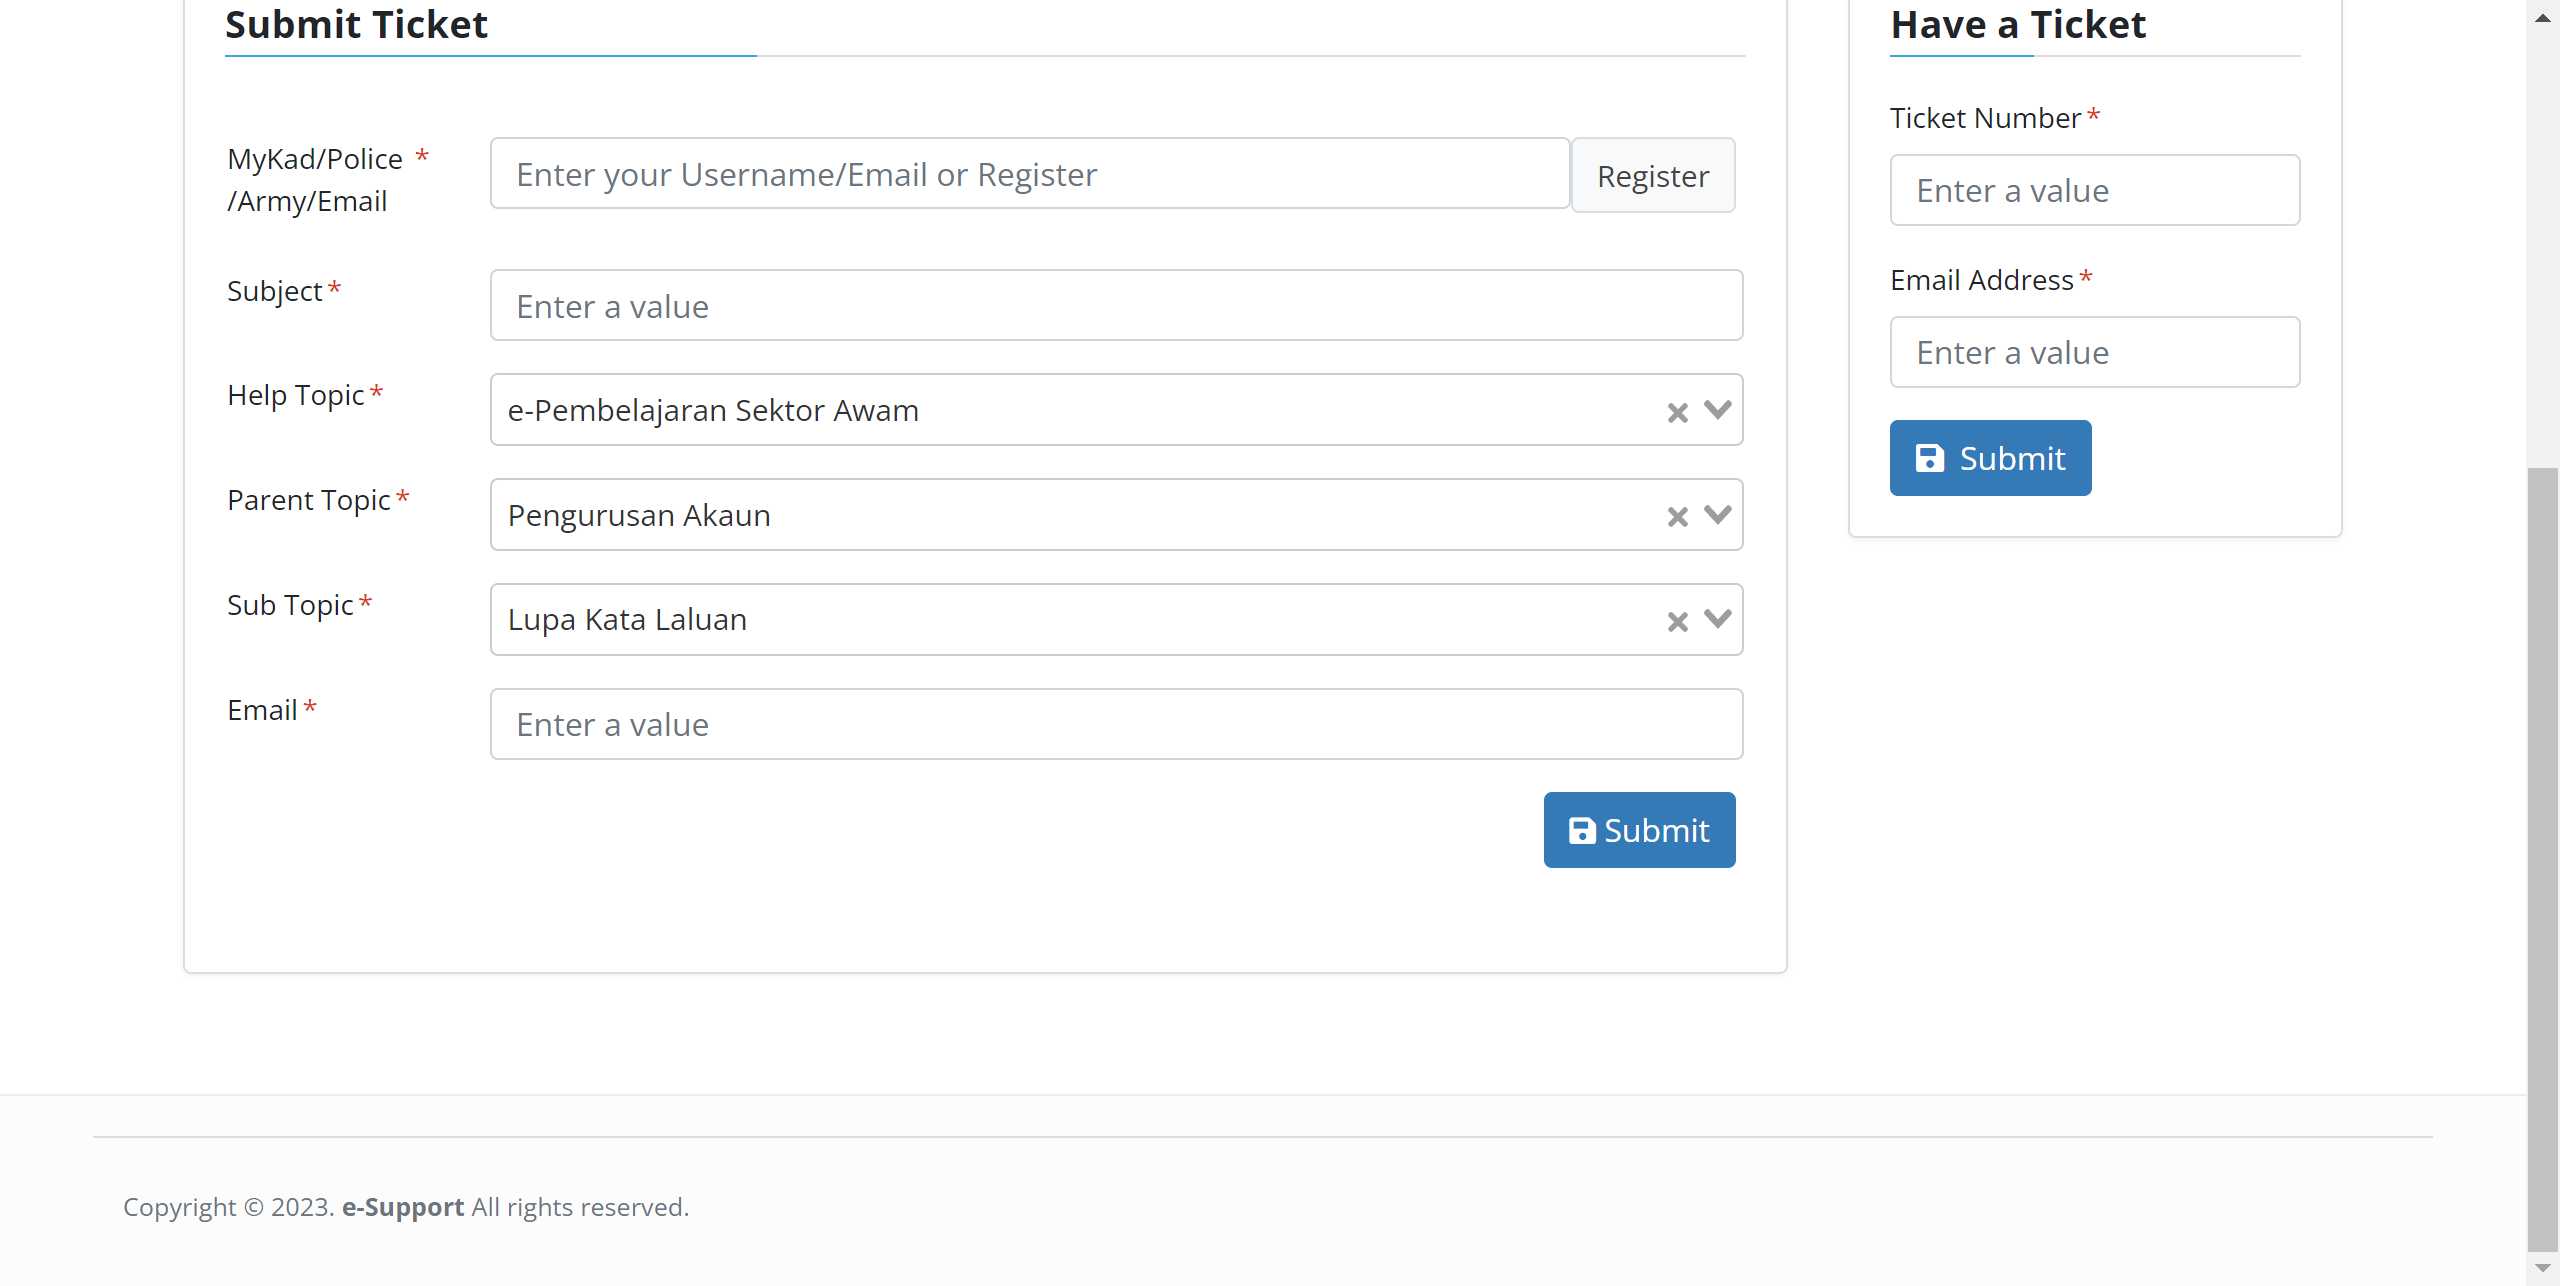 Submit Ticket
MyKad/Police *
/Army/Email
Enter your Username/Email or Register
Register
Subject *
Enter a value
Help Topic *
e-Pembelajaran Sektor Awam
Parent Topic *
Pengurusan Akaun
Sub Topic *
Lupa Kata Laluan
Email *
Enter a value
Submit
Have a Ticket
Ticket Number *
Enter a value
Email Address *
Enter a value
Submit
Copyright © 2023. e-Support All rights reserved.